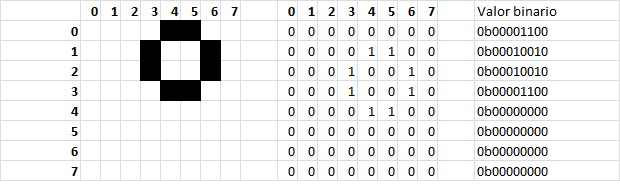 0 1 2 3 4 5 6 7 0 1 2 3 4 5 6 7 Valor binario
0 0 0 0 0 0 0 0 0 0b00001100
1 0 0 0 0 1 1 0 0 0b00010010
2 0 0 0 1 0 0 1 0 0b00010010
3 0 0 0 1 0 0 1 0 0b00001100
4 0 0 0 0 1 1 0 0 0b00000000
5 0 0 0 0 0 0 0 0 0b00000000
6 0 0 0 0 0 0 0 0 0b00000000
7 0 0 0 0 0 0 0 0 0b00000000